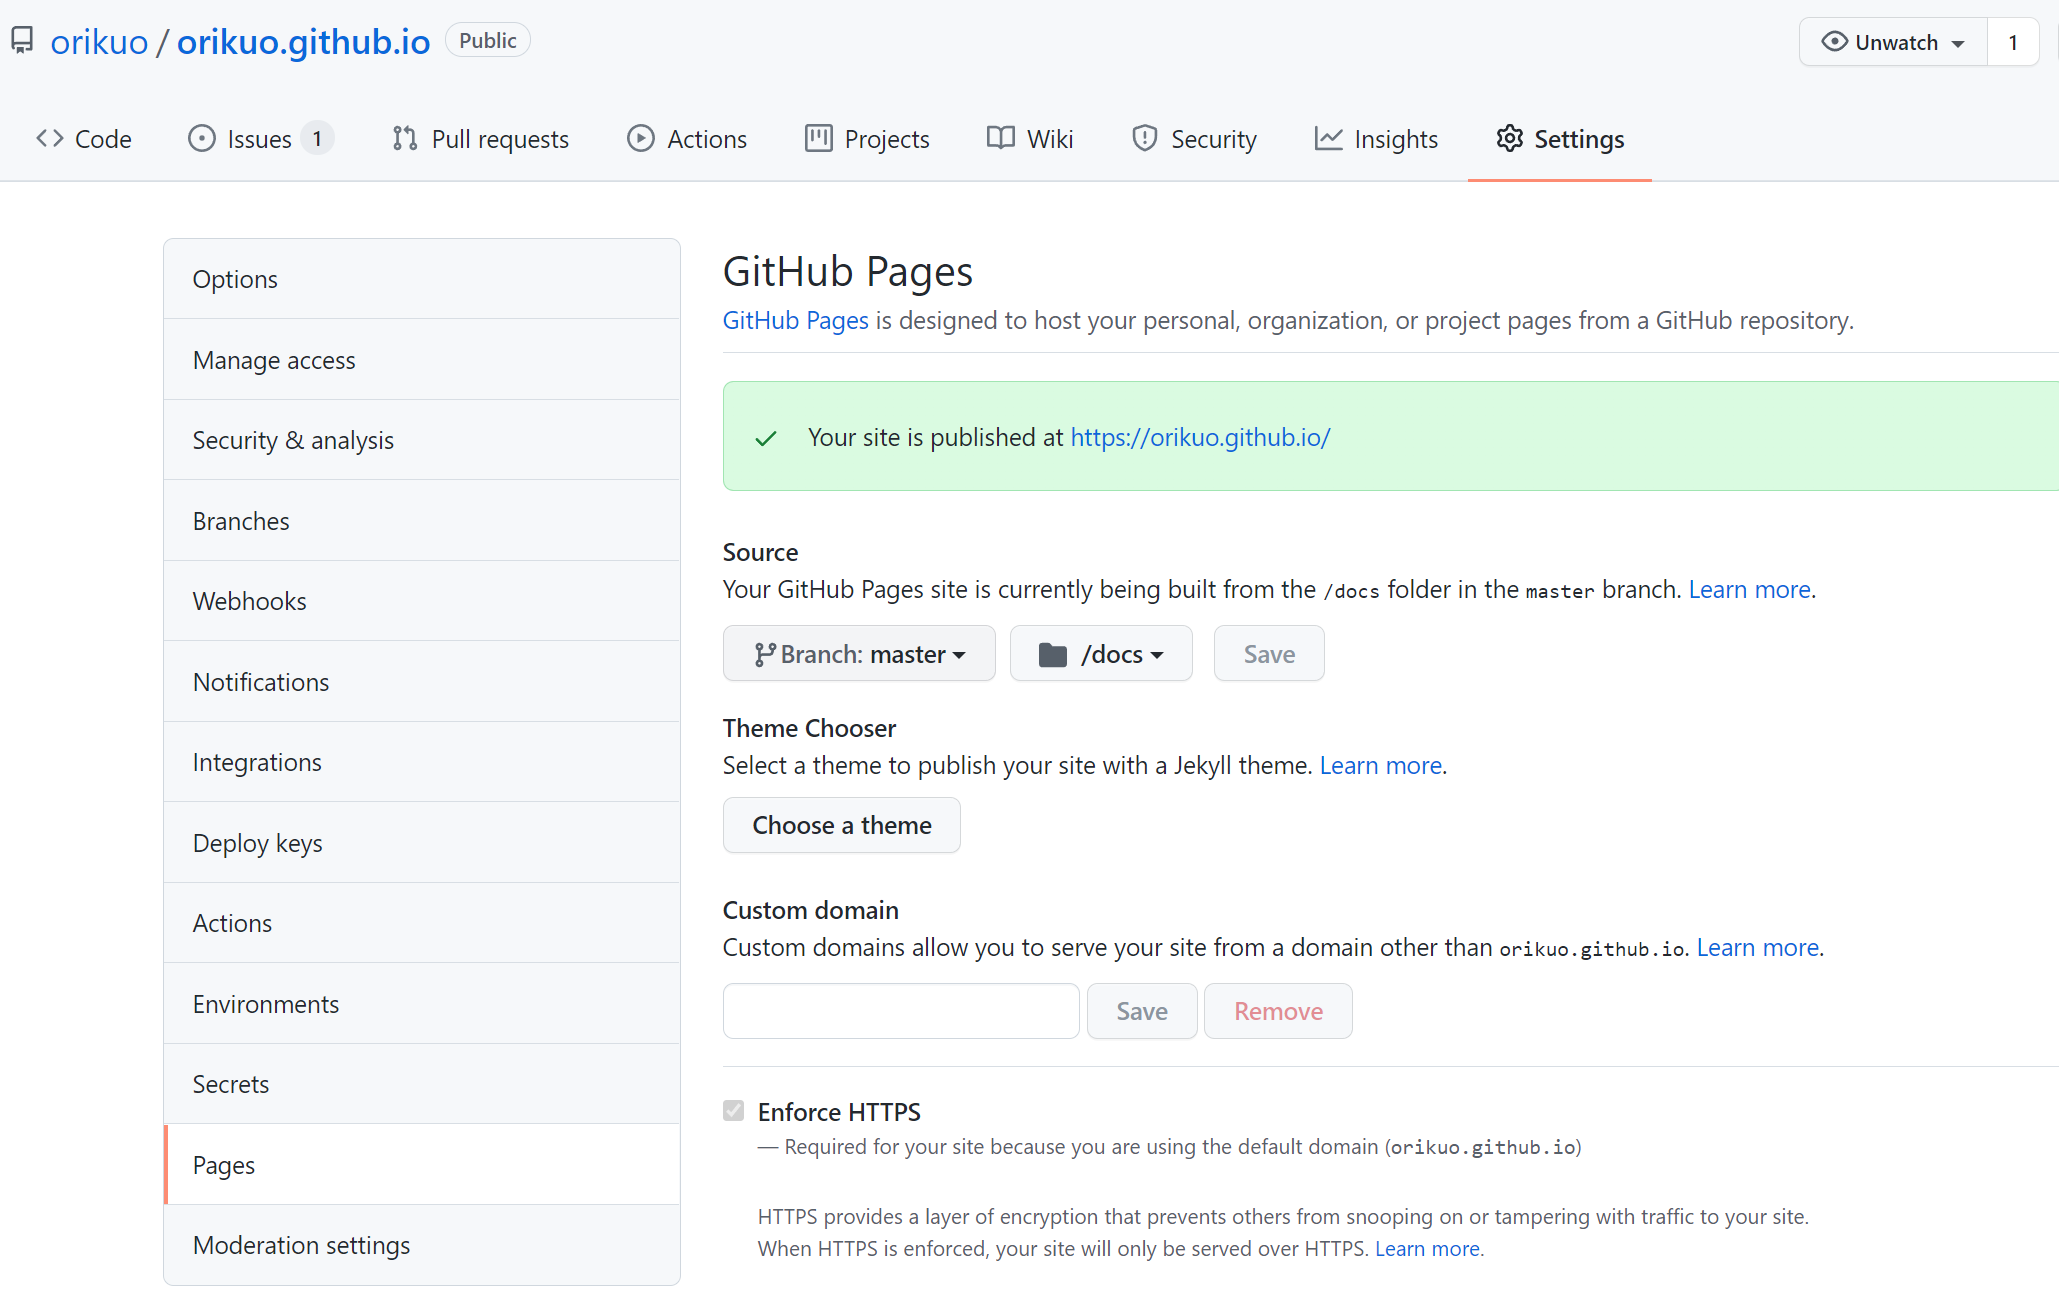 orikuo / orikuo.github.io Public Unwatch 1
Code Issues 1 Pull requests Actions Projects Wiki Security Insights Settings
Options
Manage access
Security & analysis
Branches
Webhooks
Notifications
Integrations
Deploy keys
Actions
Environments
Secrets
Pages
Moderation settings
GitHub Pages
GitHub Pages is designed to host your personal, organization, or project pages from a GitHub repository.
Your site is published at https://orikuo.github.io/
Source
Your GitHub Pages site is currently being built from the /docs folder in the master branch. Learn more.
Branch: master /docs Save
Theme Chooser
Select a theme to publish your site with a Jekyll theme. Learn more.
Choose a theme
Custom domain
Custom domains allow you to serve your site from a domain other than orikuo.github.io. Learn more.
Save Remove
Enforce HTTPS
— Required for your site because you are using the default domain (orikuo.github.io)
HTTPS provides a layer of encryption that prevents others from snooping on or tampering with traffic to your site.
When HTTPS is enforced, your site will only be served over HTTPS. Learn more.